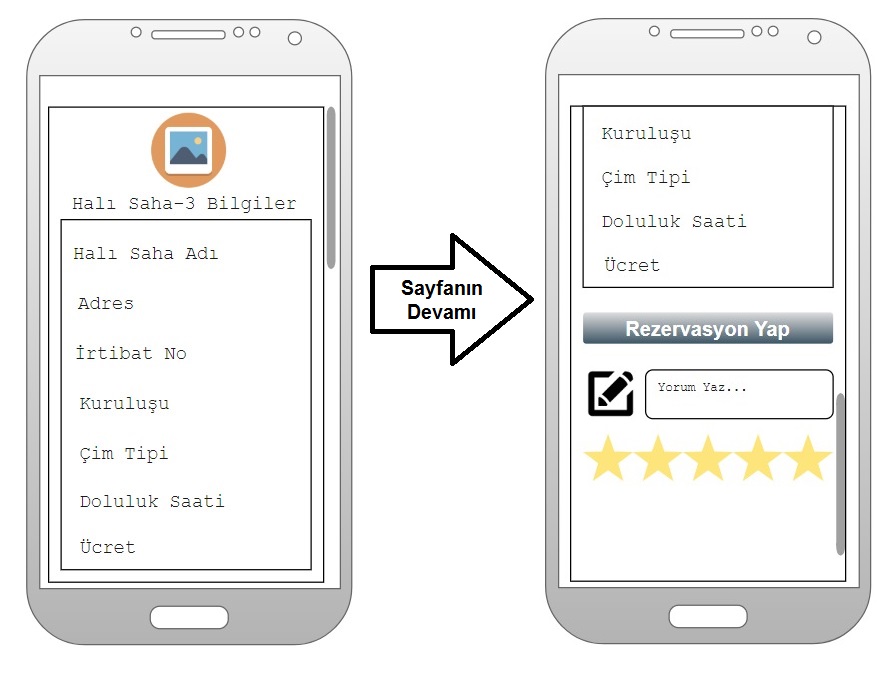 Halı Saha-3 Bilgiler
Halı Saha Adı
Adres
İrtibat No
Kuruluşu
Çim Tipi
Doluluk Saati
Ücret
Sayfanın
Devamı
Kuruluşu
Çim Tipi
Doluluk Saati
Ücret
Rezervasyon Yap
Yorum Yaz...